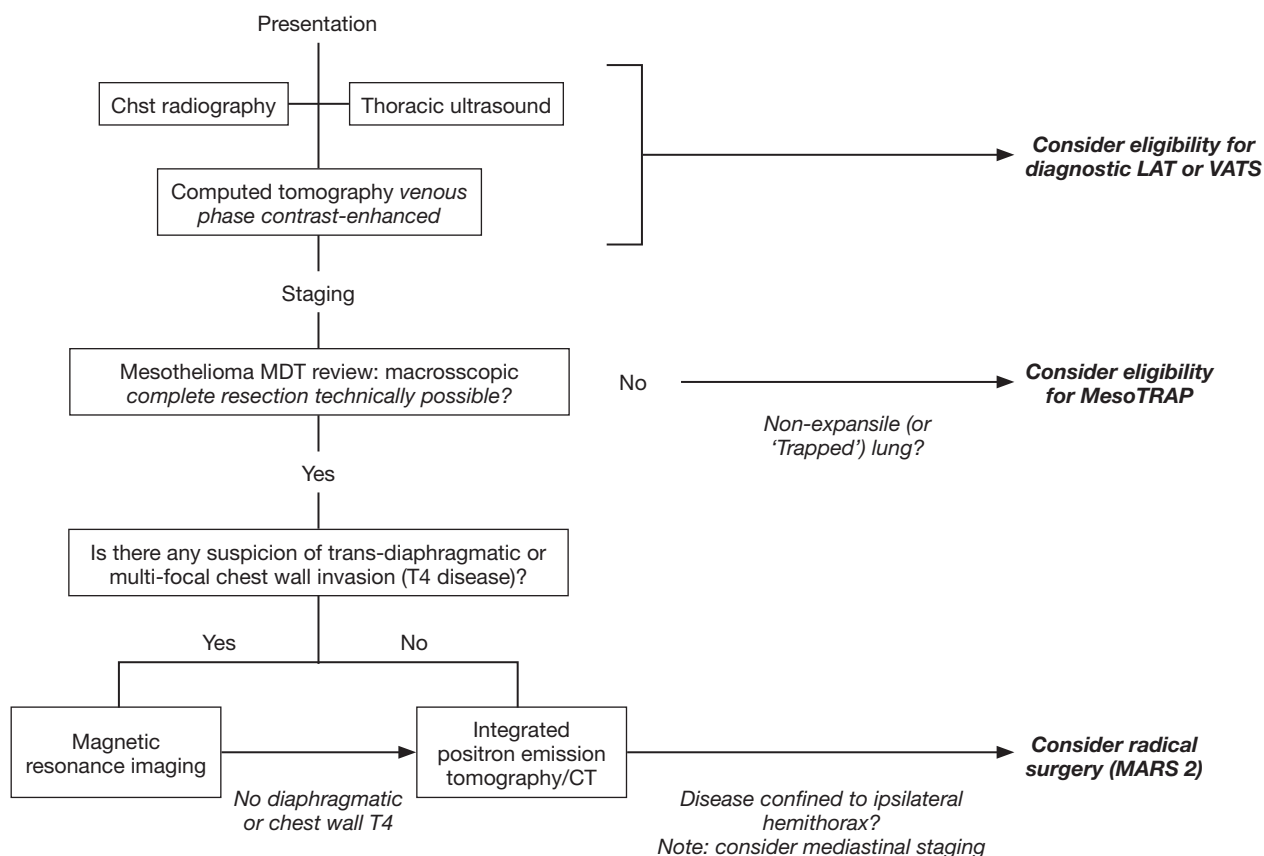 Presentation
Chst radiography
Thoracic ultrasound
Computed tomography venous
phase contrast-enhanced
Consider eligibility for
diagnostic LAT or VATS
Staging
Mesothelioma MDT review: macrosscopic
complete resection technically possible?
No
Non-expansile (or
‘Trapped’) lung?
Consider eligibility
for MesoTRAP
Yes
Is there any suspicion of trans-diaphragmatic or
multi-focal chest wall invasion (T4 disease)?
Yes
No
Magnetic
resonance imaging
No diaphragmatic
or chest wall T4
Integrated
positron emission
tomography/CT
Disease confined to ipsilateral
hemithorax?
Note: consider mediastinal staging
Consider radical
surgery (MARS 2)